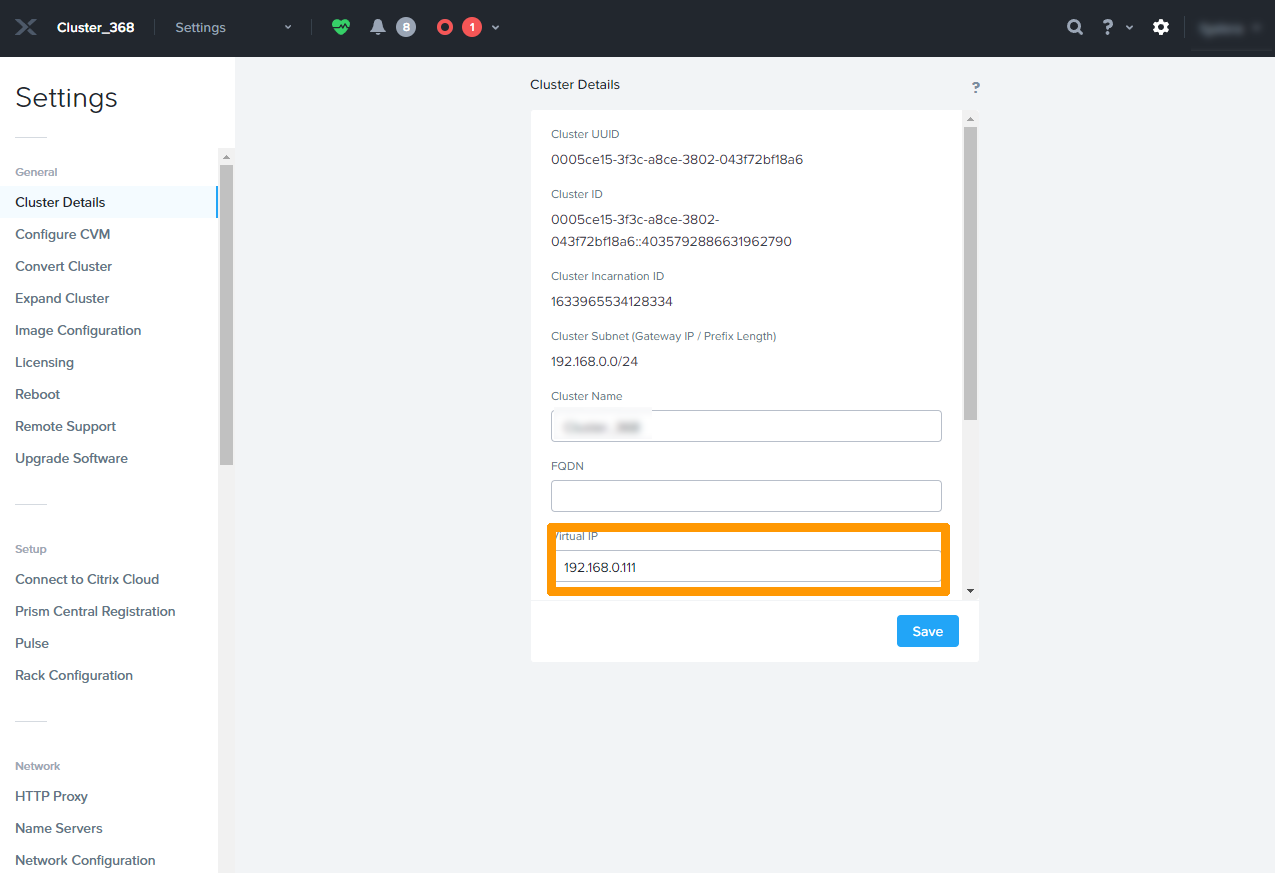 Cluster_368 Settings 8 1 ?
Settings
General
Cluster Details
Configure CVM
Convert Cluster
Expand Cluster
Image Configuration
Licensing
Reboot
Remote Support
Upgrade Software
Setup
Connect to Citrix Cloud
Prism Central Registration
Pulse
Rack Configuration
Network
HTTP Proxy
Name Servers
Network Configuration
Cluster Details ?
Cluster UUID
0005ce15-3f3c-a8ce-3802-043f72bf18a6
Cluster ID
0005ce15-3f3c-a8ce-3802-
043f72bf18a6::4035792886631962790
Cluster Incarnation ID
1633965534128334
Cluster Subnet (Gateway IP / Prefix Length)
192.168.0.0/24
Cluster Name
FQDN
Virtual IP
192.168.0.111
Save